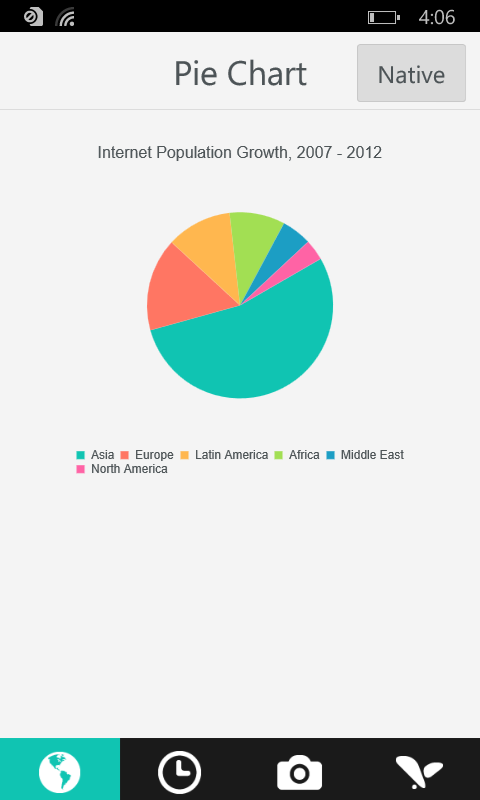 4:06
Pie Chart
Native
Internet Population Growth, 2007 - 2012
Asia Europe Latin America Africa Middle East
North America